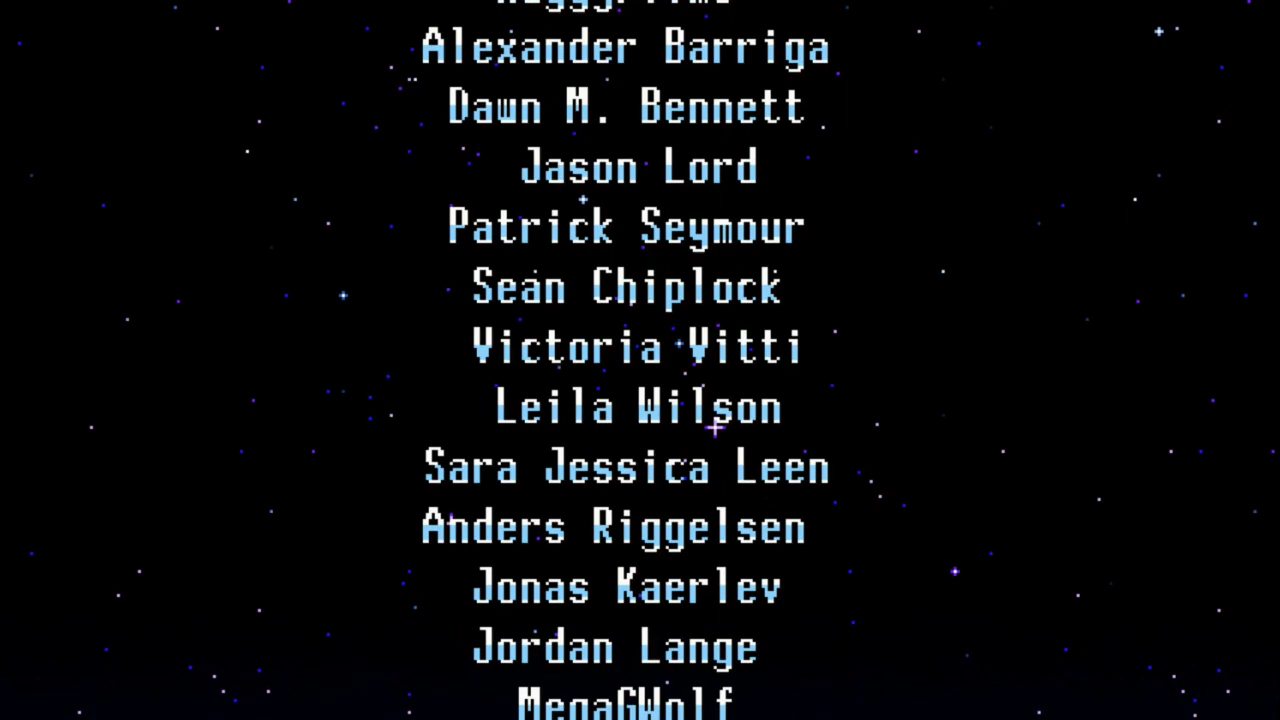 Alexander Barriga
Dawn M. Bennett
Jason Lord
Patrick Seymour
Sean Chiplock
Victoria Vitti
Leila Wilson
Sara Jessica Leen
Anders Riggelsen
Jonas Kaerlev
Jordan Lange
MegaGWolf